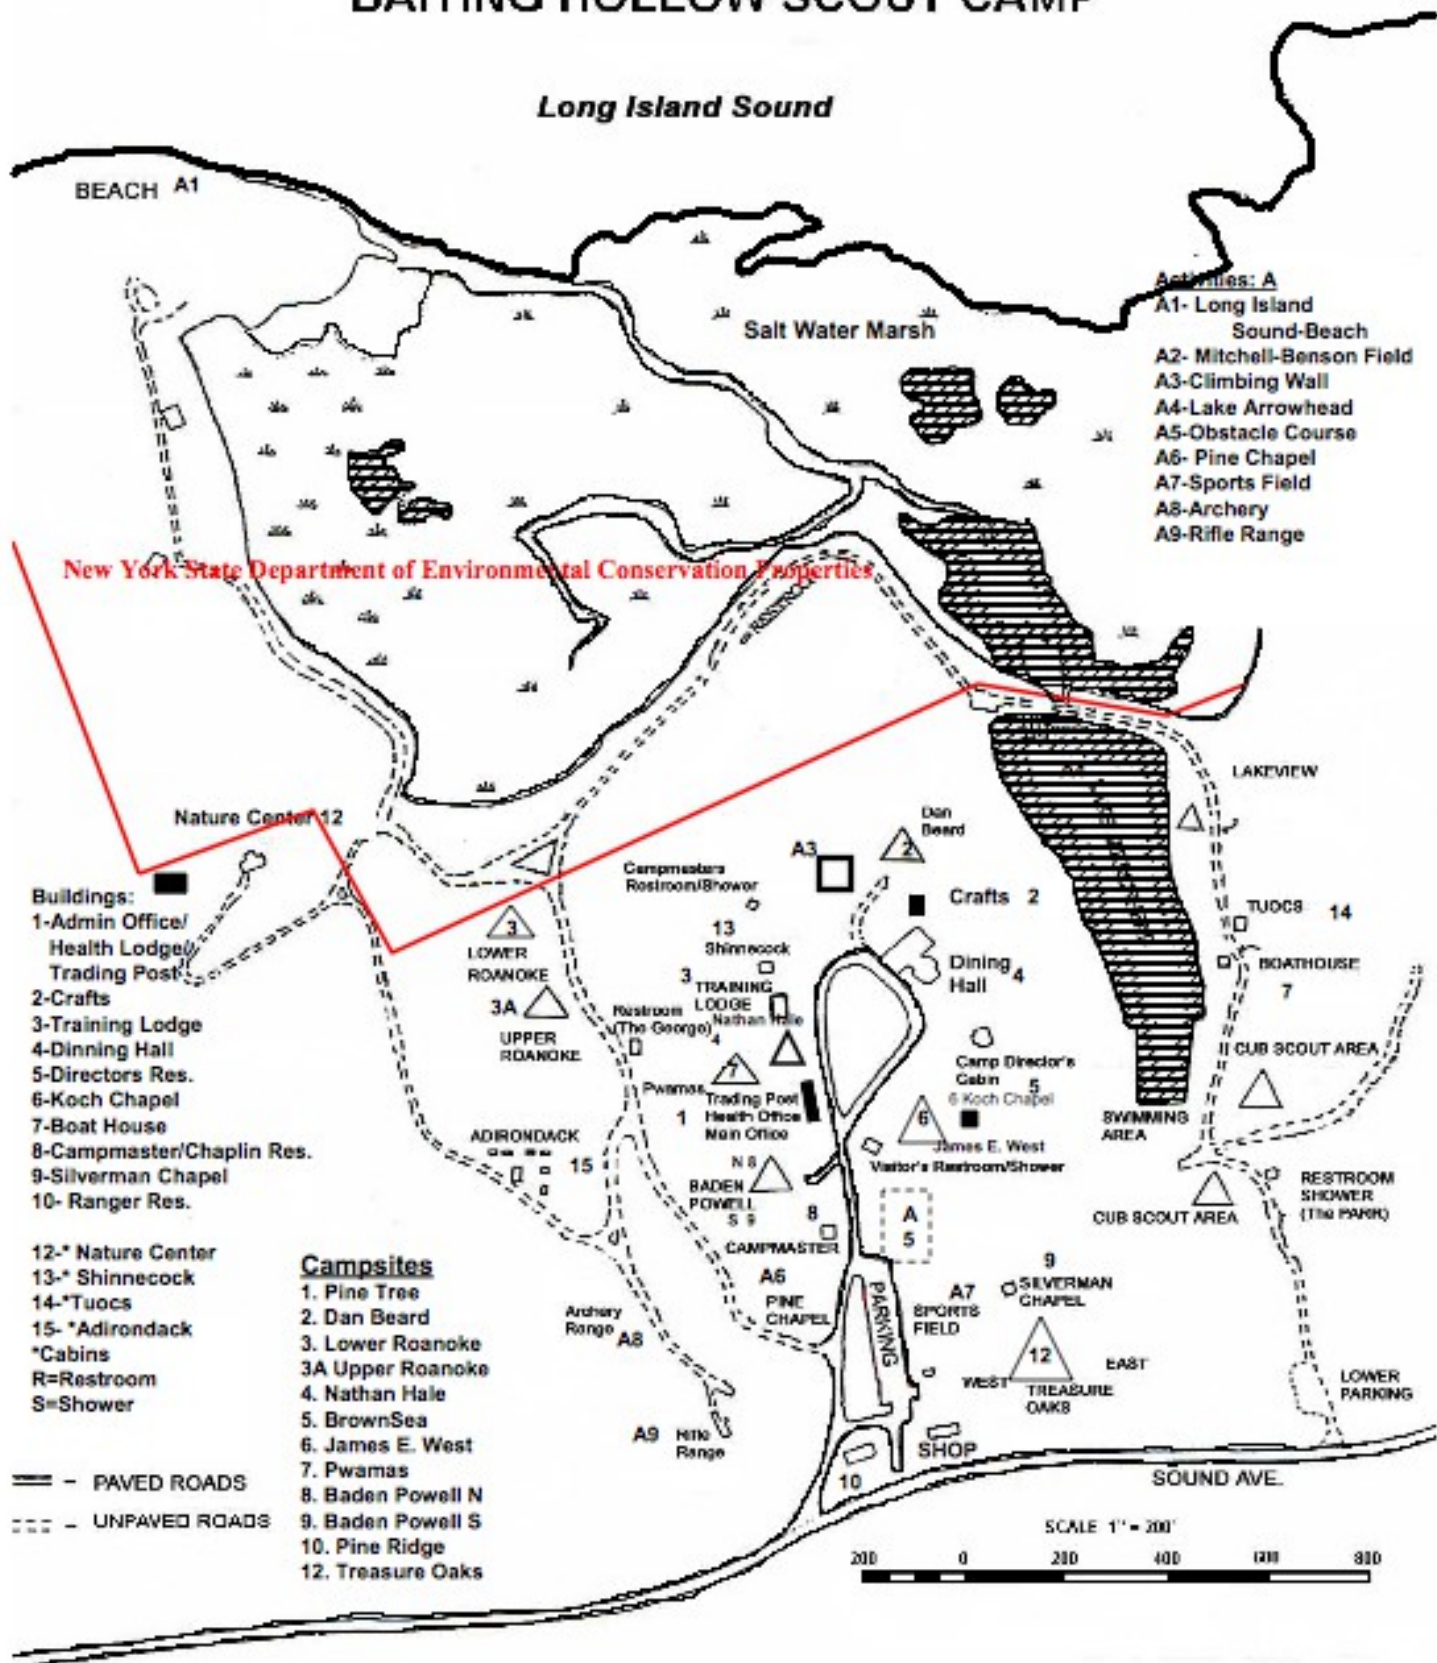 BAITING HOLLOW SCOUT CAMP
Long Island Sound
BEACH A1
Salt Water Marsh
Activities: A
A1- Long Island
Sound-Beach
A2- Mitchell-Benson Field
A3-Climbing Wall
A4-Lake Arrowhead
A5-Obstacle Course
A6- Pine Chapel
A7-Sports Field
A8-Archery
A9-Rifle Range
New York State Department of Environmental Conservation Properties
LAKEVIEW
Nature Center 12
Dan
Beard
2
A3
Campmasters
Restroom/Shower
Crafts 2
TUOCS 14
BOATHOUSE
7
13
Shinnecock
3
TRAINING
LODGE
Nathan Hale
4
Dining
Hall 4
3
LOWER
ROANOKE
3A
UPPER
ROANOKE
Restroom
(The George)
7
Pwamas
1
Trading Post
Health Office
Main Office
Camp Director's
Cabin 5
6 Koch Chapel
6
James E. West
Visitor's Restroom/Shower
CUB SCOUT AREA
SWIMMING
AREA
RESTROOM
SHOWER
(The PARK)
CUB SCOUT AREA
ADIRONDACK
15
N 8
BADEN
POWELL
S 9
8
CAMPMASTER
A
5
9
SILVERMAN
CHAPEL
A6
PINE
CHAPEL
PARKING
A7
SPORTS
FIELD
12
WEST
EAST
TREASURE
OAKS
LOWER
PARKING
Archery
Range A8
A9 Rifle
Range
10
SHOP
SOUND AVE.
Buildings:
1-Admin Office/
Health Lodge/
Trading Post
2-Crafts
3-Training Lodge
4-Dinning Hall
5-Directors Res.
6-Koch Chapel
7-Boat House
8-Campmaster/Chaplin Res.
9-Silverman Chapel
10- Ranger Res.
12-* Nature Center
13-* Shinnecock
14-*Tuocs
15- *Adirondack
*Cabins
R=Restroom
S=Shower
Campsites
1. Pine Tree
2. Dan Beard
3. Lower Roanoke
3A Upper Roanoke
4. Nathan Hale
5. BrownSea
6. James E. West
7. Pwamas
8. Baden Powell N
9. Baden Powell S
10. Pine Ridge
12. Treasure Oaks
- PAVED ROADS
- UNPAVED ROADS
SCALE 1" = 200'
200 0 200 400 600 800